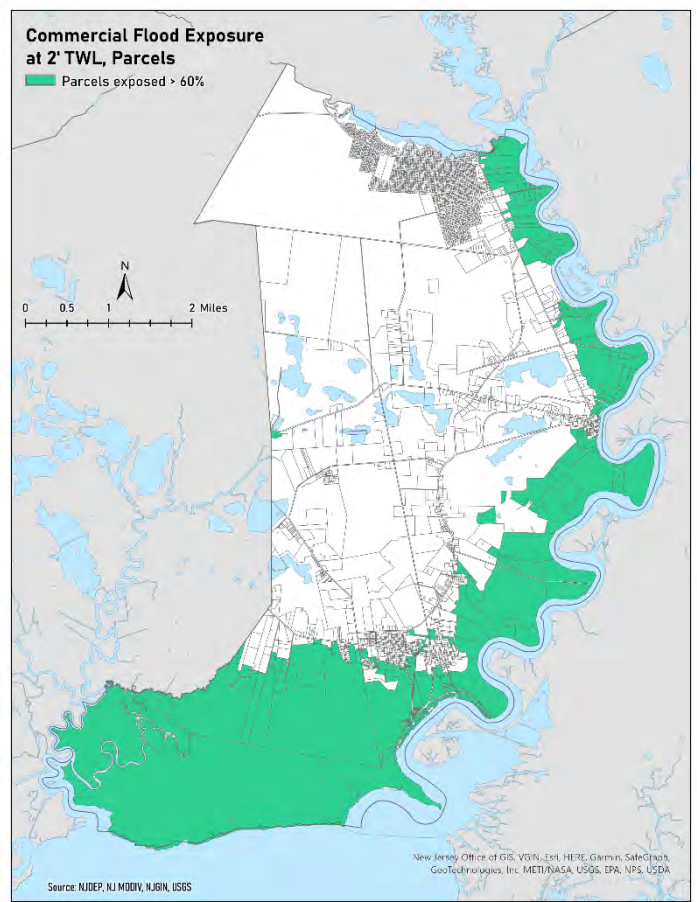 Commercial Flood Exposure
at 2' TWL, Parcels
Parcels exposed > 60%
N
0 0.5 1 2 Miles
New Jersey Office of GIS, VGIN, Esri, HERE, Garmin, SafeGraph,
GeoTechnologies, Inc, METI/NASA, USGS, EPA, NPS, USDA
Source: NJDEP, NJ MODIV, NJGIN, USGS